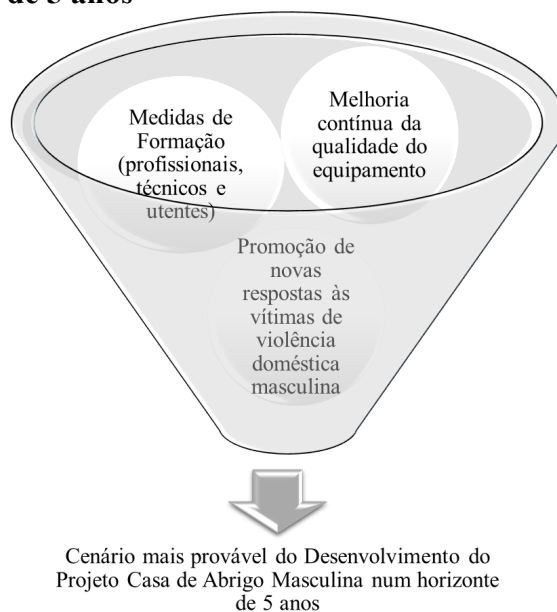 de 5 anos
Medidas de
Formação
(profissionais,
técnicos e
utentes)
Melhoria
contínua da
qualidade do
equipamento
Promoção de
novas
respostas às
vítimas de
violência
doméstica
masculina
Cenário mais provável do Desenvolvimento do
Projeto Casa de Abrigo Masculina num horizonte
de 5 anos